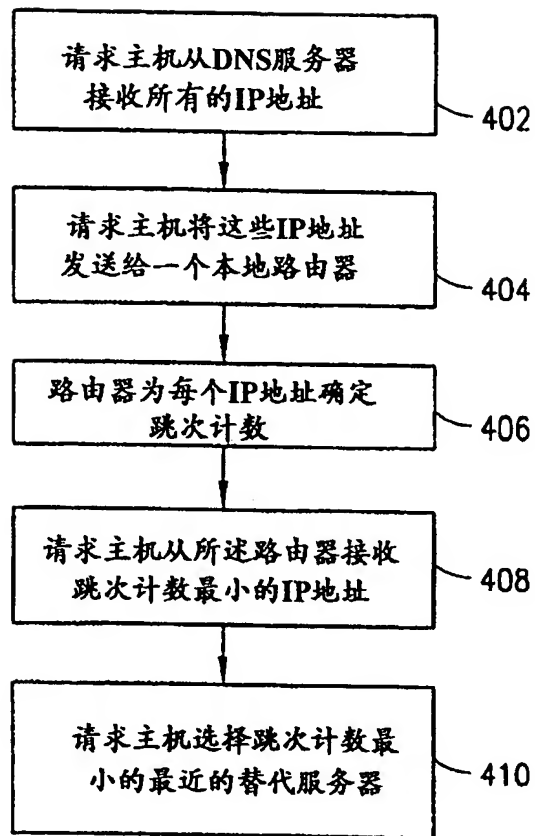 请求主机从DNS服务器
接收所有的IP地址
402
请求主机将这些IP地址
发送给一个本地路由器
404
路由器为每个IP地址确定
跳次计数
406
请求主机从所述路由器接收
跳次计数最小的IP地址
408
请求主机选择跳次计数最
小的最近的替代服务器
410